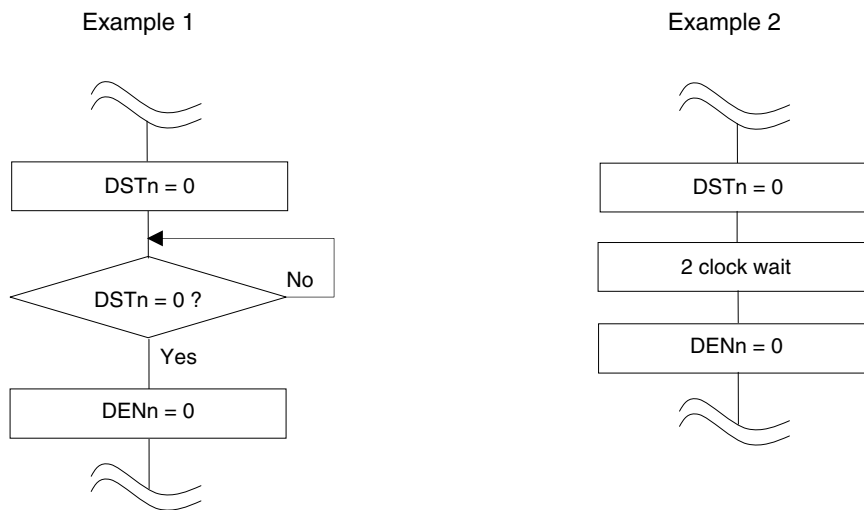 Example 1
DSTn = 0
DSTn = 0 ?
No
Yes
DENn = 0
Example 2
DSTn = 0
2 clock wait
DENn = 0